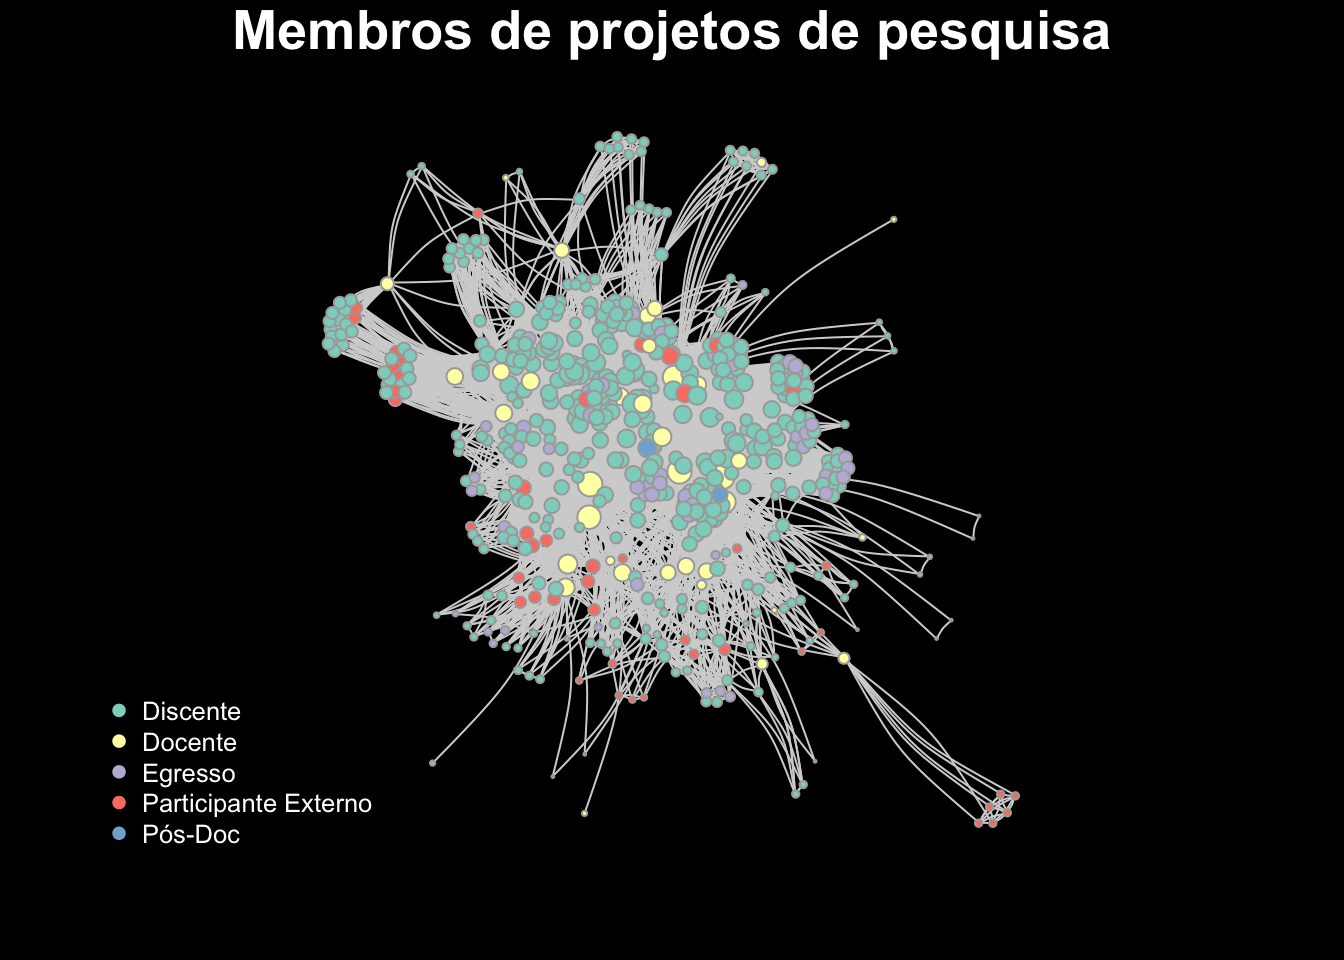 Membros de projetos de pesquisa
Discente
Docente
Egresso
Participante Externo
Pós-Doc